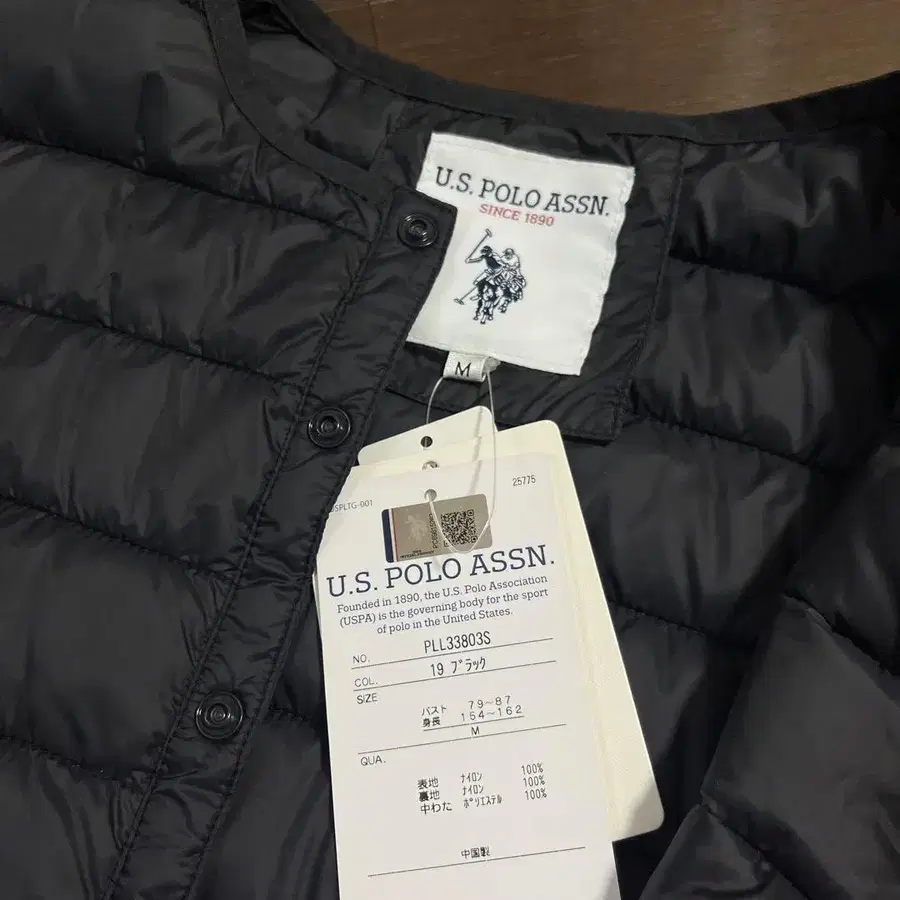 U.S. POLO ASSN.
SINCE 1890
M
SPLTG-001
25775
U.S. POLO ASSN.
Founded in 1890, the U.S. Polo Association
(USPA) is the governing body for the sport
of polo in the United States.
NO. PLL33803S
COL. 19 ﾌﾞﾗｯｸ
SIZE
バスト 79～87
身長 154～162
M
QUA.
表地 ﾅｲﾛﾝ 100%
裏地 ﾅｲﾛﾝ 100%
中わた ﾎﾟﾘｴｽﾃﾙ 100%
中国製